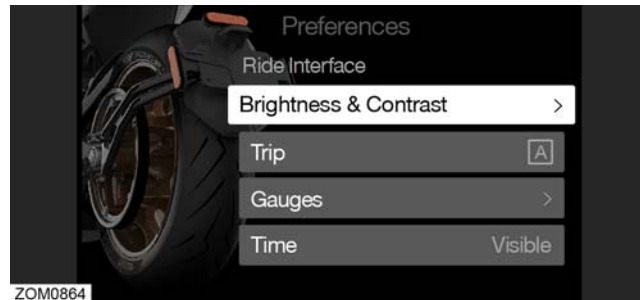 Preferences
Ride Interface
Brightness & Contrast >
Trip A
Gauges >
Time Visible
ZOM0864